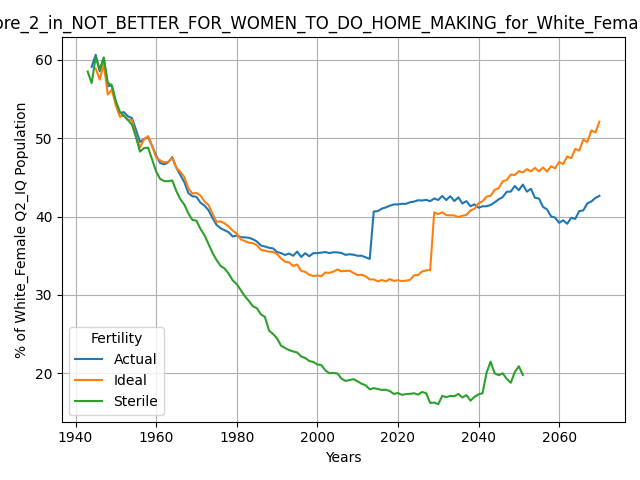 ore_2_in_NOT_BETTER_FOR_WOMEN_TO_DO_HOME_MAKING_for_White_Fema
% of White_Female Q2_IQ Population
60
50
40
30
20
Fertility
Actual
Ideal
Sterile
1940 1960 1980 2000 2020 2040 2060
Years